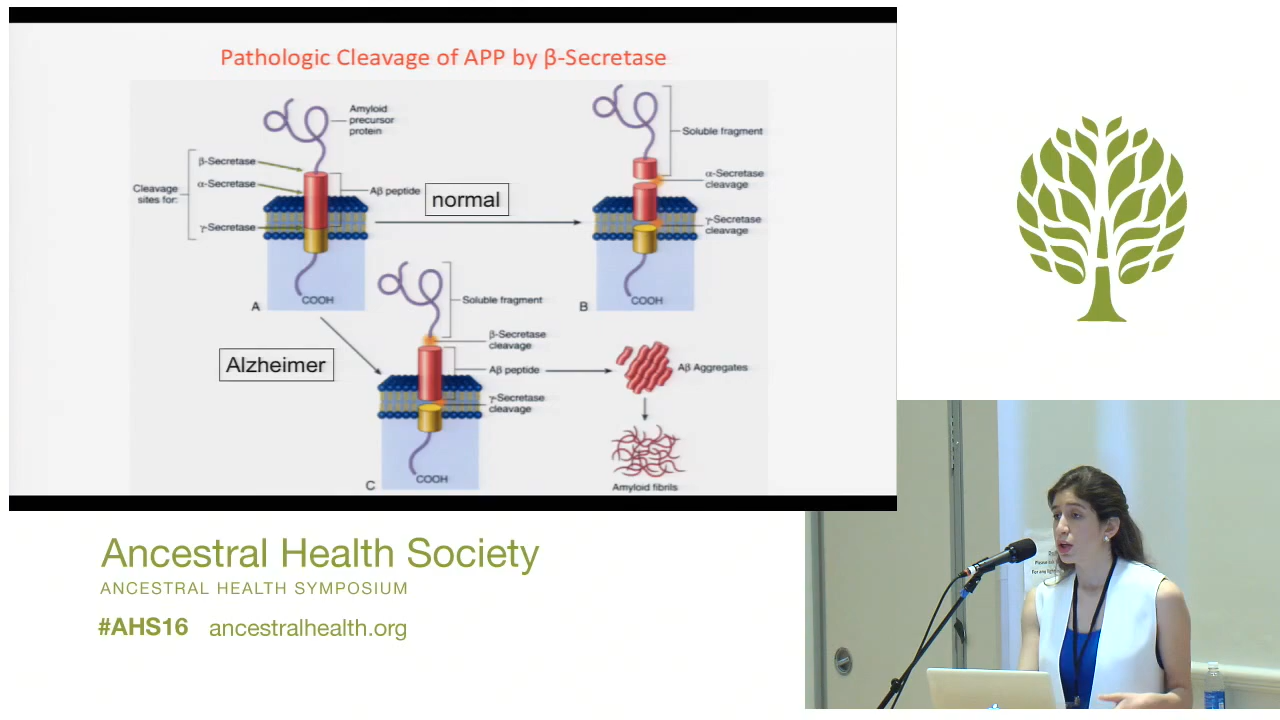 Pathologic Cleavage of APP by β-Secretase
Amyloid
precursor
protein
β-Secretase
Cleavage
sites for:
α-Secretase
γ-Secretase
Aβ peptide
normal
COOH
A
Soluble fragment
α-Secretase
cleavage
γ-Secretase
cleavage
COOH
B
Alzheimer
Soluble fragment
β-Secretase
cleavage
Aβ peptide
γ-Secretase
cleavage
COOH
C
Aβ Aggregates
Amyloid fibrils
Ancestral Health Society
ANCESTRAL HEALTH SYMPOSIUM
#AHS16 ancestralhealth.org